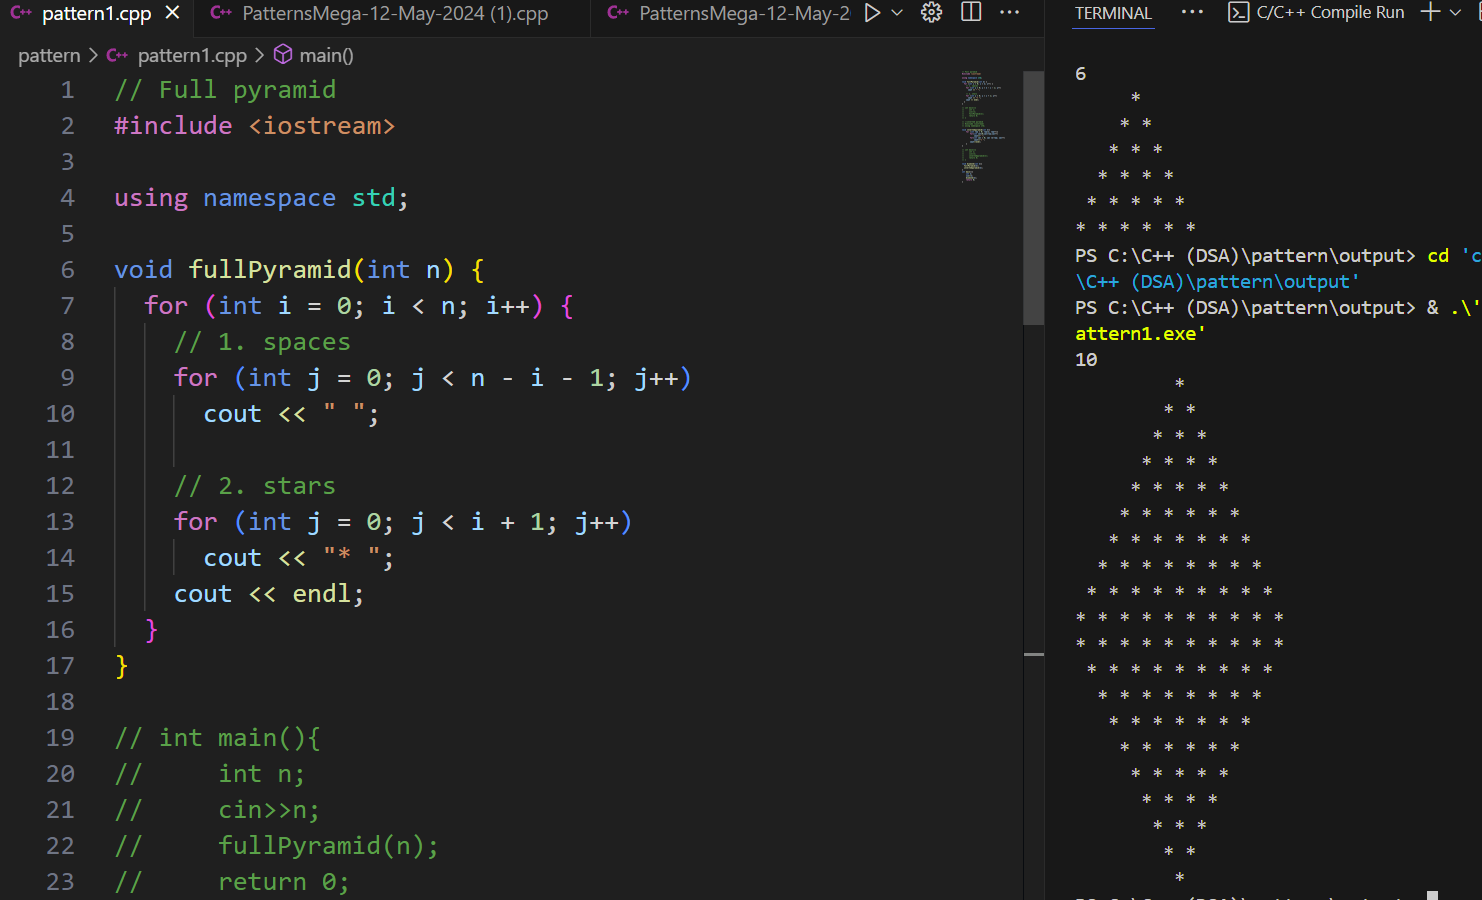 pattern1.cpp PatternsMega-12-May-2024 (1).cpp PatternsMega-12-May-2
pattern > pattern1.cpp > main()
1 // Full pyramid
2 #include <iostream>
3
4 using namespace std;
5
6 void fullPyramid(int n) {
7 for (int i = 0; i < n; i++) {
8 // 1. spaces
9 for (int j = 0; j < n - i - 1; j++)
10 cout << " ";
11
12 // 2. stars
13 for (int j = 0; j < i + 1; j++)
14 cout << "* ";
15 cout << endl;
16 }
17 }
18
19 // int main(){
20 // int n;
21 // cin>>n;
22 // fullPyramid(n);
23 // return 0;
TERMINAL ··· C/C++ Compile Run
6
*
* *
* * *
* * * *
* * * * *
* * * * * *
PS C:\C++ (DSA)\pattern\output> cd 'c
\C++ (DSA)\pattern\output'
PS C:\C++ (DSA)\pattern\output> & .\'
attern1.exe'
10
*
* *
* * *
* * * *
* * * * *
* * * * * *
* * * * * * *
* * * * * * * *
* * * * * * * * *
* * * * * * * * * *
* * * * * * * * * *
* * * * * * * * *
* * * * * * * *
* * * * * * *
* * * * * *
* * * * *
* * * *
* * *
* *
*